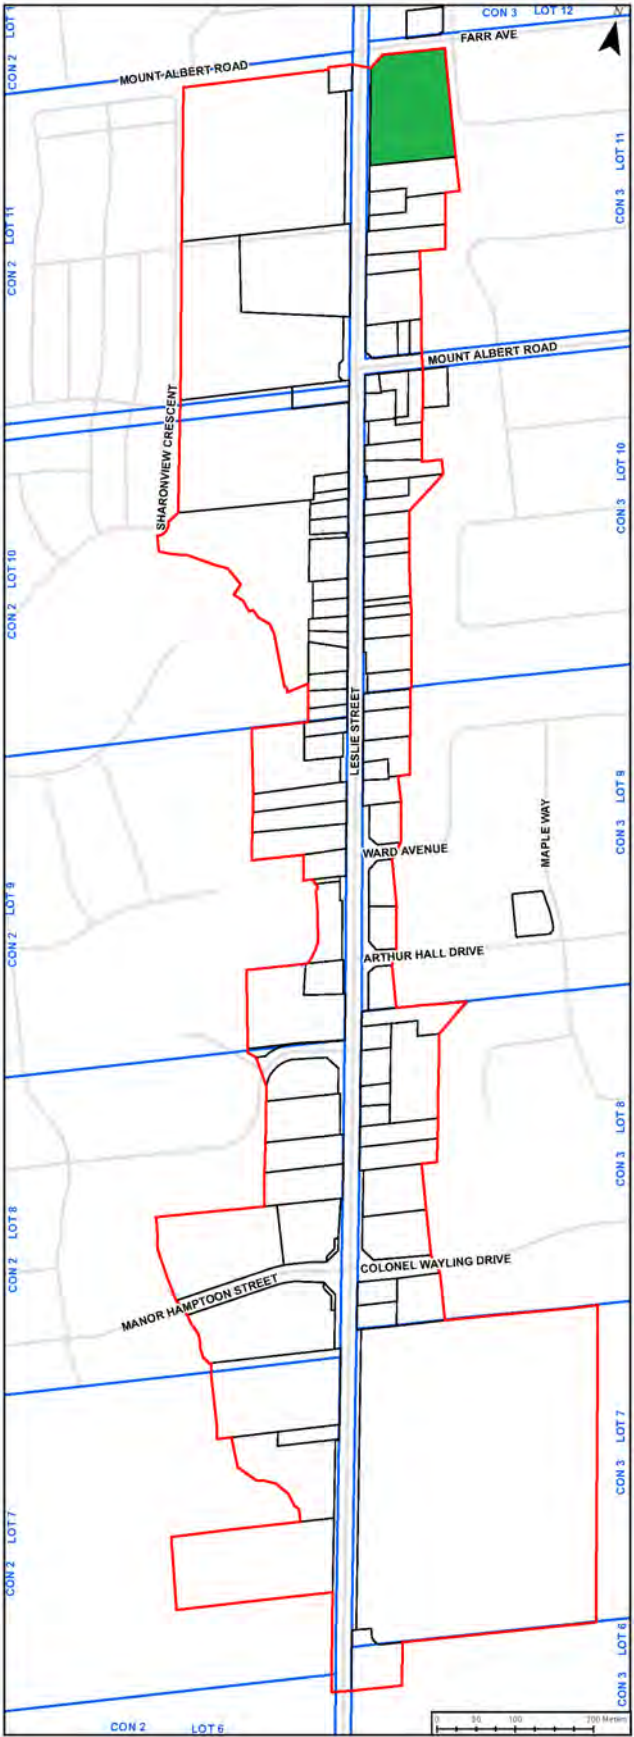 CON 3 LOT 12
N
FARR AVE
CON 2 LOT 1
MOUNT-ALBERT-ROAD
CON 3 LOT 11
CON 2 LOT 11
MOUNT ALBERT ROAD
SHARONVIEW CRESCENT
CON 3 LOT 10
CON 2 LOT 10
LESLIE STREET
CON 3 LOT 9
MAPLE WAY
WARD AVENUE
CON 2 LOT 9
ARTHUR HALL DRIVE
CON 3 LOT 8
CON 2 LOT 8
COLONEL WAYLING DRIVE
MANOR HAMPTOON STREET
CON 3 LOT 7
CON 2 LOT 7
CON 3 LOT 6
0 50 100 200 Meters
CON 2 LOT 6